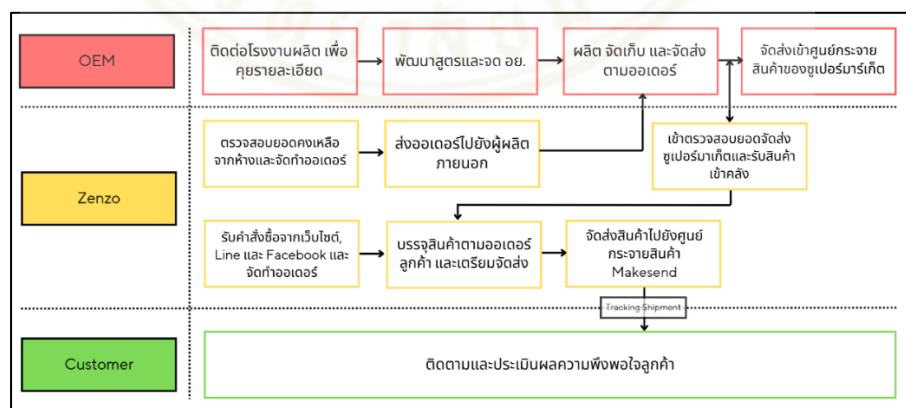 OEM
ติดต่อโรงงานผลิต เพื่อ
คุยรายละเอียด
พัฒนาสูตรและจด อย.
ผลิต จัดเก็บ และจัดส่ง
ตามออเดอร์
จัดส่งเข้าศูนย์กระจาย
สินค้าของซูเปอร์มาร์เก็ต
Zenzo
ตรวจสอบยอดคงเหลือ
จากห้างและจัดทำออเดอร์
ส่งออเดอร์ไปยังผู้ผลิต
ภายนอก
เข้าตรวจสอบยอดจัดส่ง
ซูเปอร์มาเก็ตและรับสินค้า
เข้าคลัง
รับคำสั่งซื้อจากเว็บไซต์,
Line และ Facebook และ
จัดทำออเดอร์
บรรจุสินค้าตามออเดอร์
ลูกค้า และเตรียมจัดส่ง
จัดส่งสินค้าไปยังศูนย์
กระจายสินค้า
Makesend
Tracking Shipment
Customer
ติดตามและประเมินผลความพึงพอใจลูกค้า